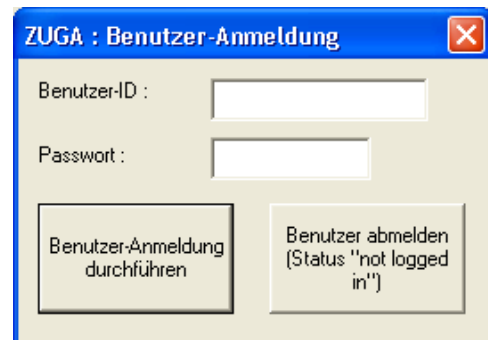 ZUGA : Benutzer-Anmeldung
Benutzer-ID :
Passwort :
Benutzer-Anmeldung
durchführen
Benutzer abmelden
(Status "not logged
in")